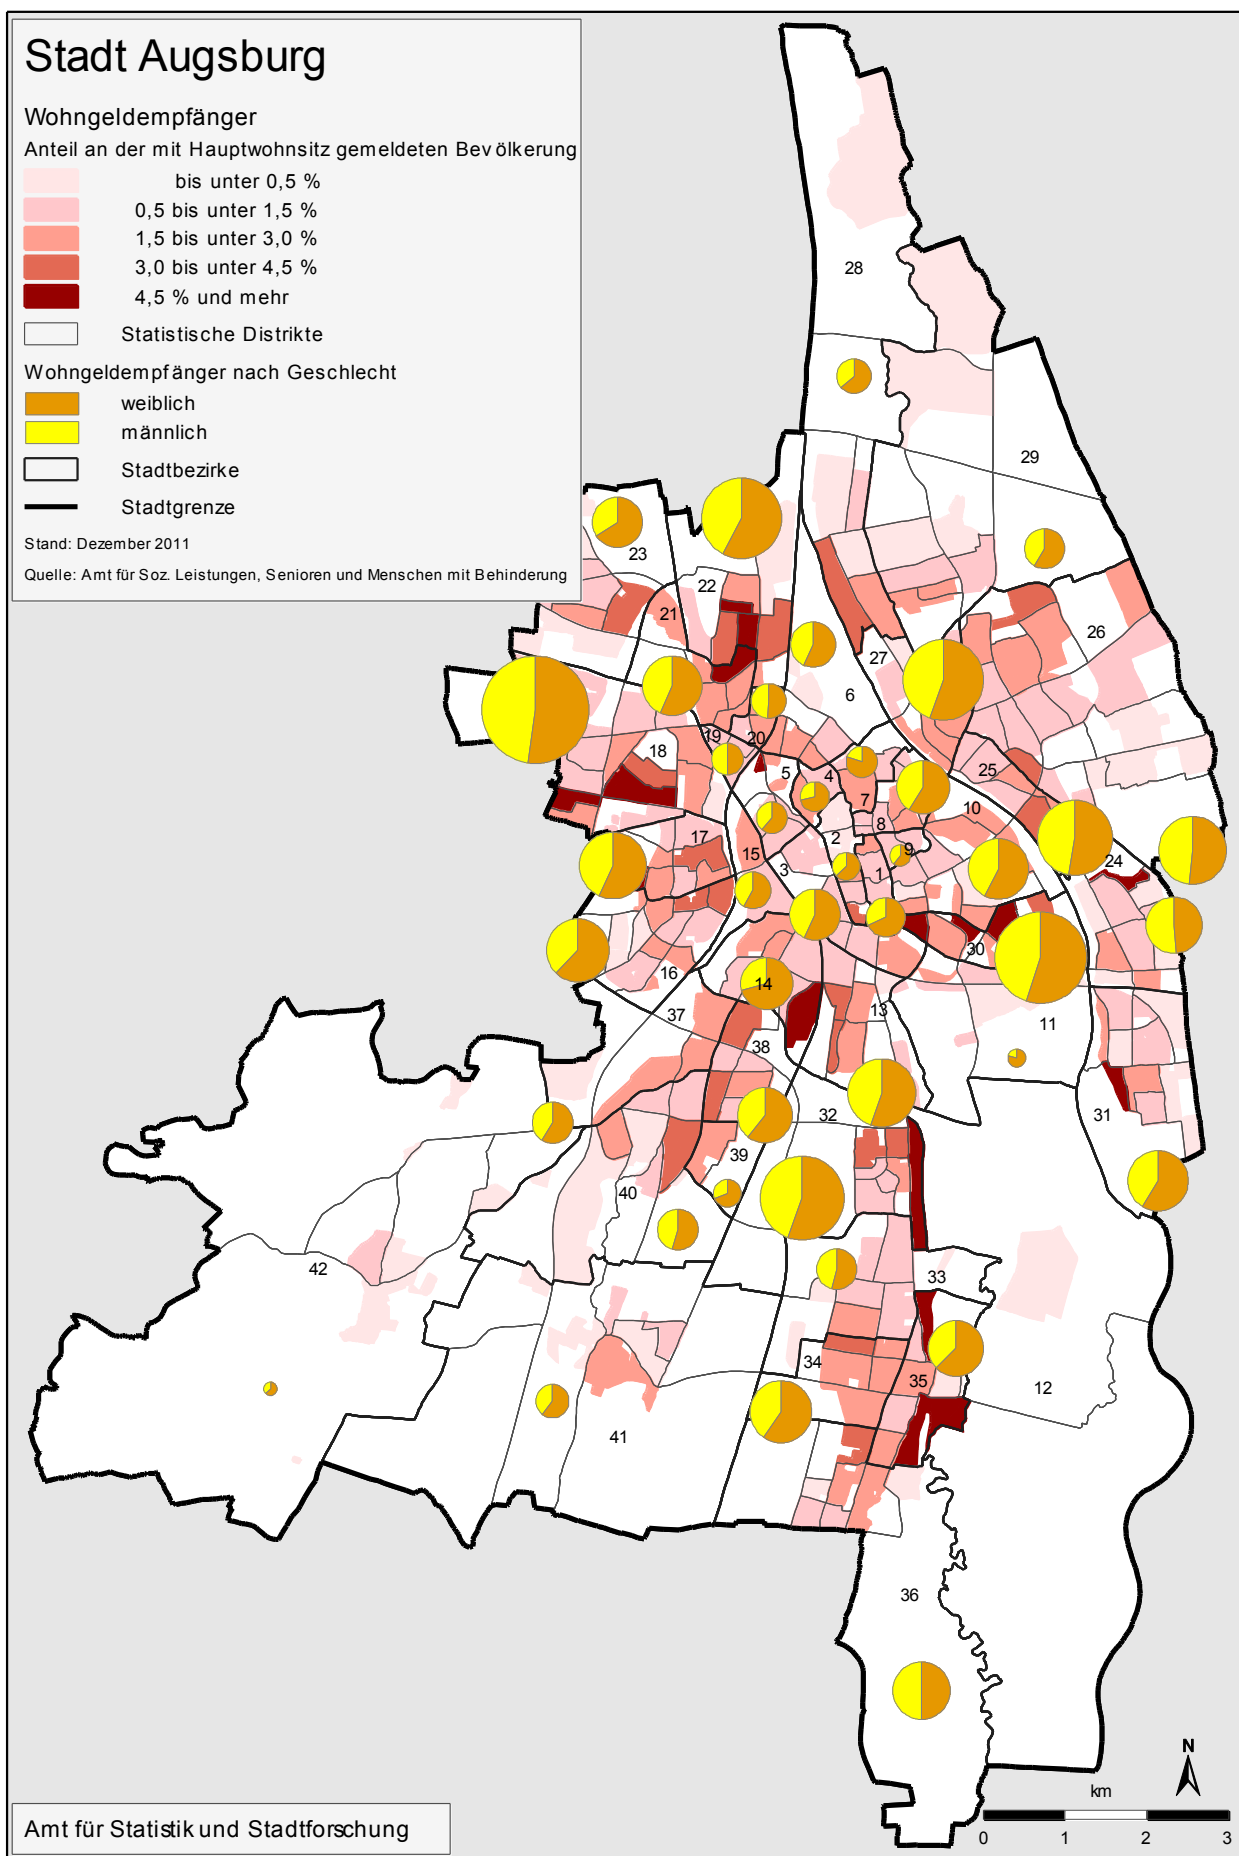 Stadt Augsburg
Wohngeldempfänger
Anteil an der mit Hauptwohnsitz gemeldeten Bevölkerung
bis unter 0,5 %
0,5 bis unter 1,5 %
1,5 bis unter 3,0 %
3,0 bis unter 4,5 %
4,5 % und mehr
Statistische Distrikte
Wohngeldempfänger nach Geschlecht
weiblich
männlich
Stadtbezirke
Stadtgrenze
Stand: Dezember 2011
Quelle: Amt für Soz. Leistungen, Senioren und Menschen mit Behinderung
28
29
23
22
21
26
27
6
19
20
18
5
4
25
7
10
8
17
2
9
15
3
1
24
30
16
14
37
13
11
38
32
31
39
40
42
33
34
35
12
41
36
N
km
0 1 2 3
Amt für Statistik und Stadtforschung